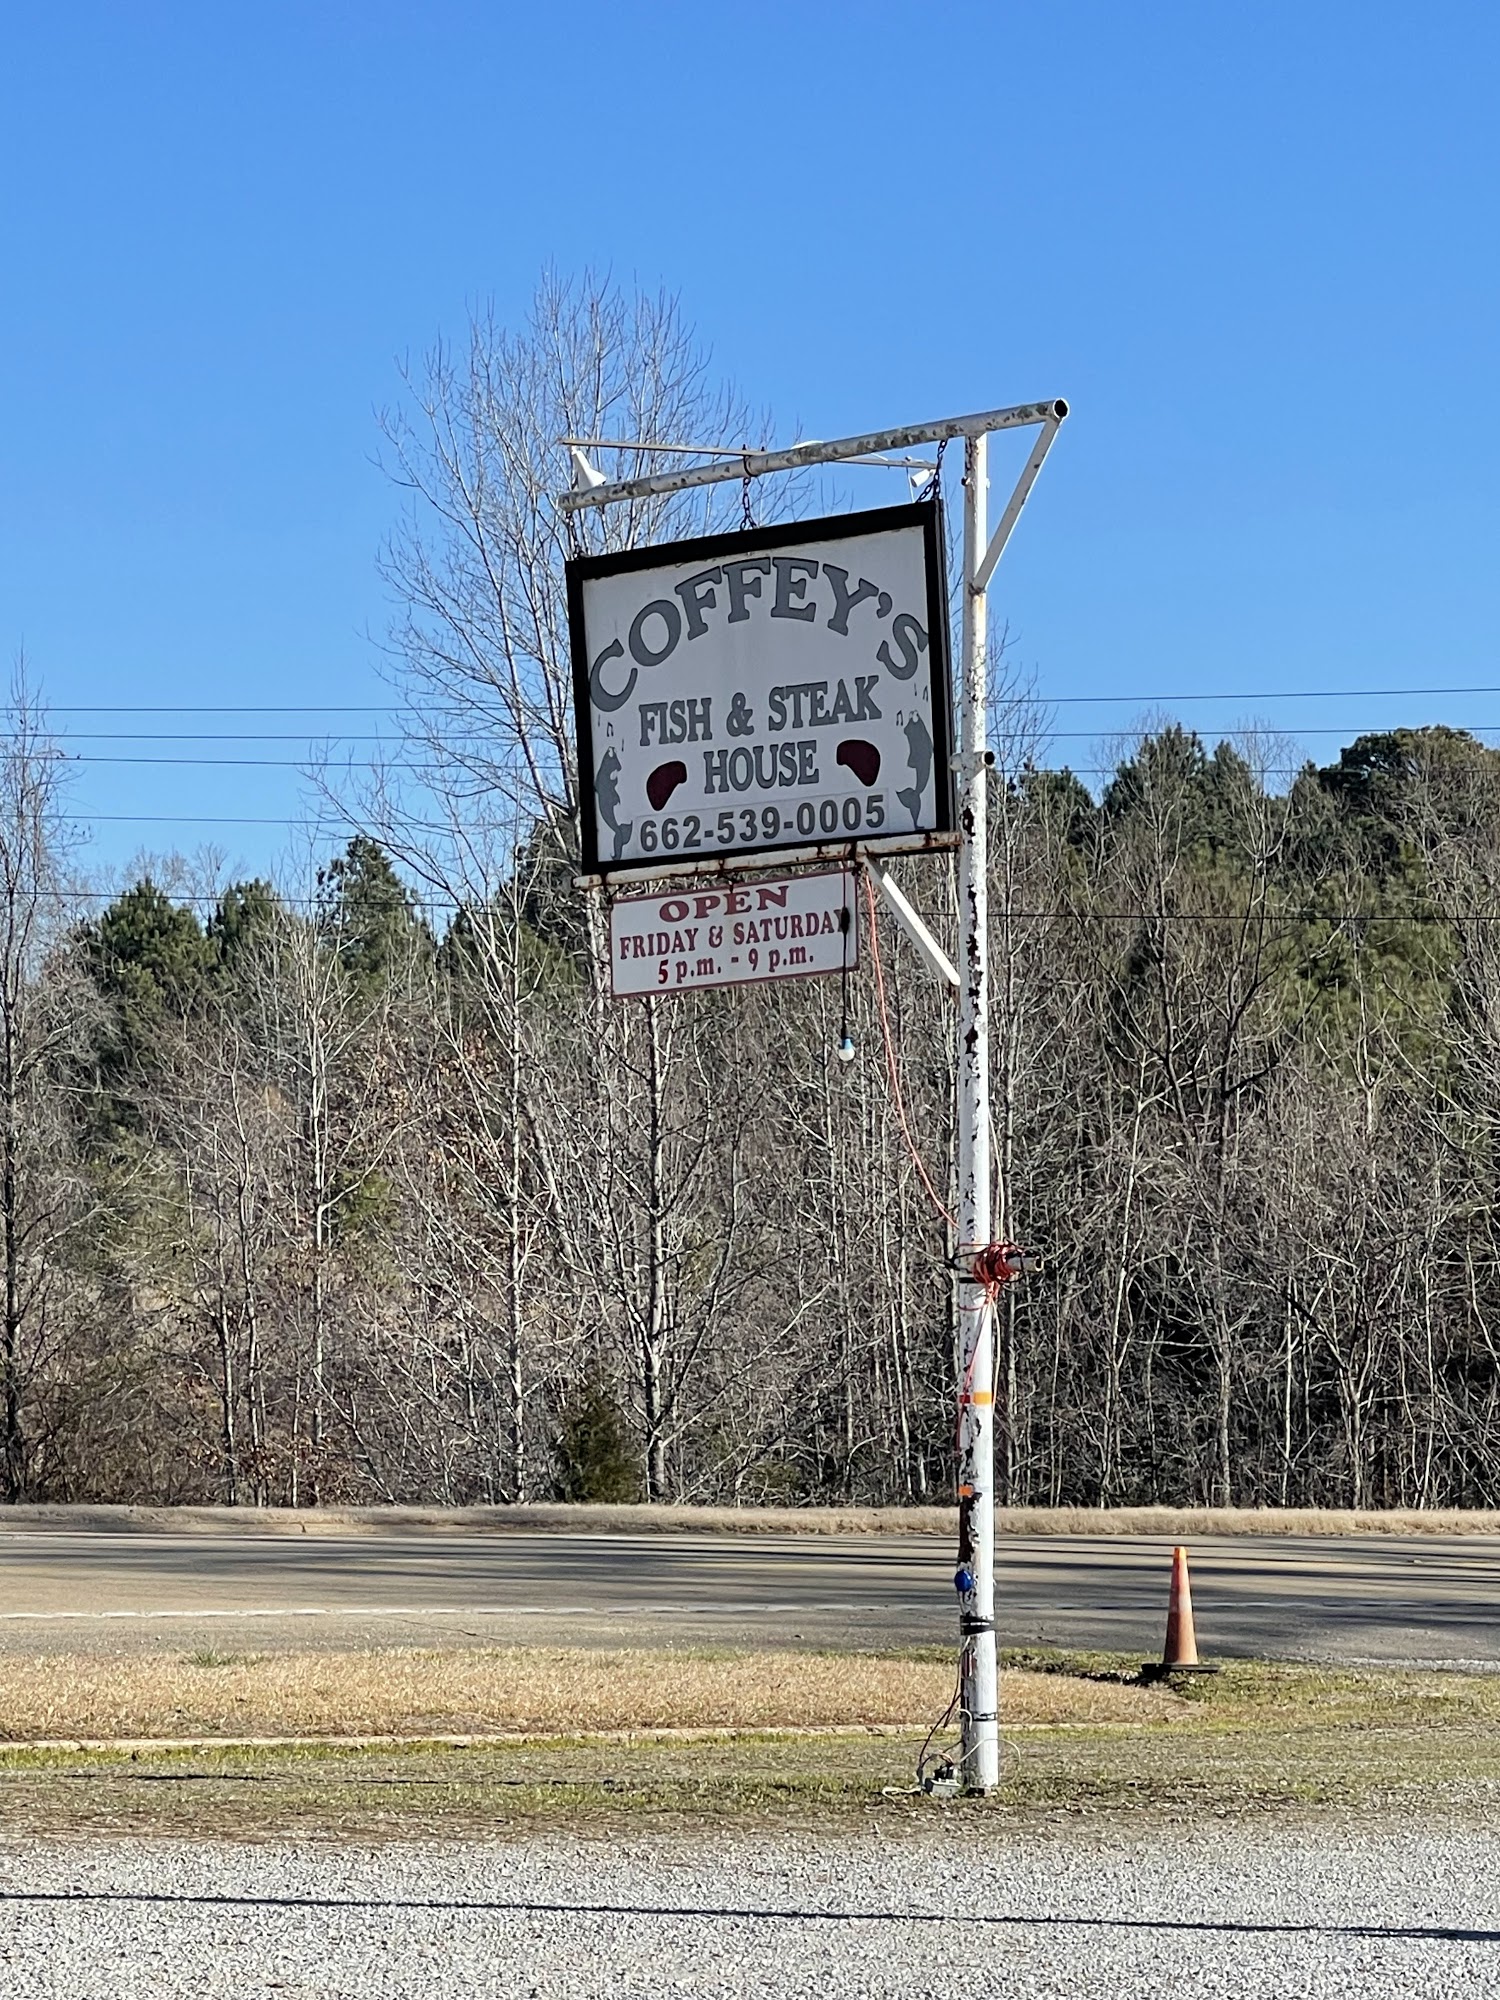 COFFEY'S
FISH & STEAK
HOUSE
662-539-0005
OPEN
FRIDAY & SATURDAY
5 p.m. - 9 p.m.